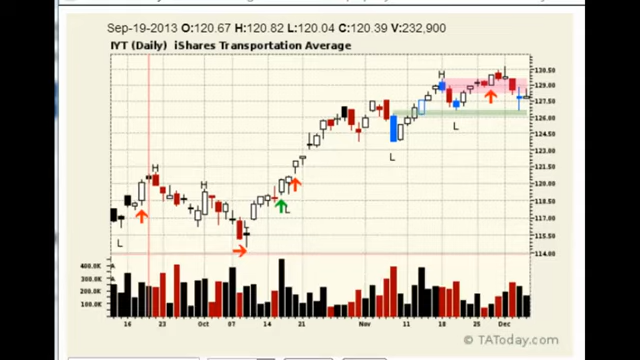 Sep-19-2013 O:120.67 H:120.82 L:120.04 C:120.39 V:232,900
IYT (Daily) iShares Transportation Average
130.50
129.00
127.50
126.00
124.50
123.00
121.50
120.00
118.50
117.00
115.50
114.00
H
H
H
L
L
L
L
400.0K
300.0K
200.0K
100.0K
16 23 Oct 07 14 21 Nov 11 18 25 Dec
© TAToday.com